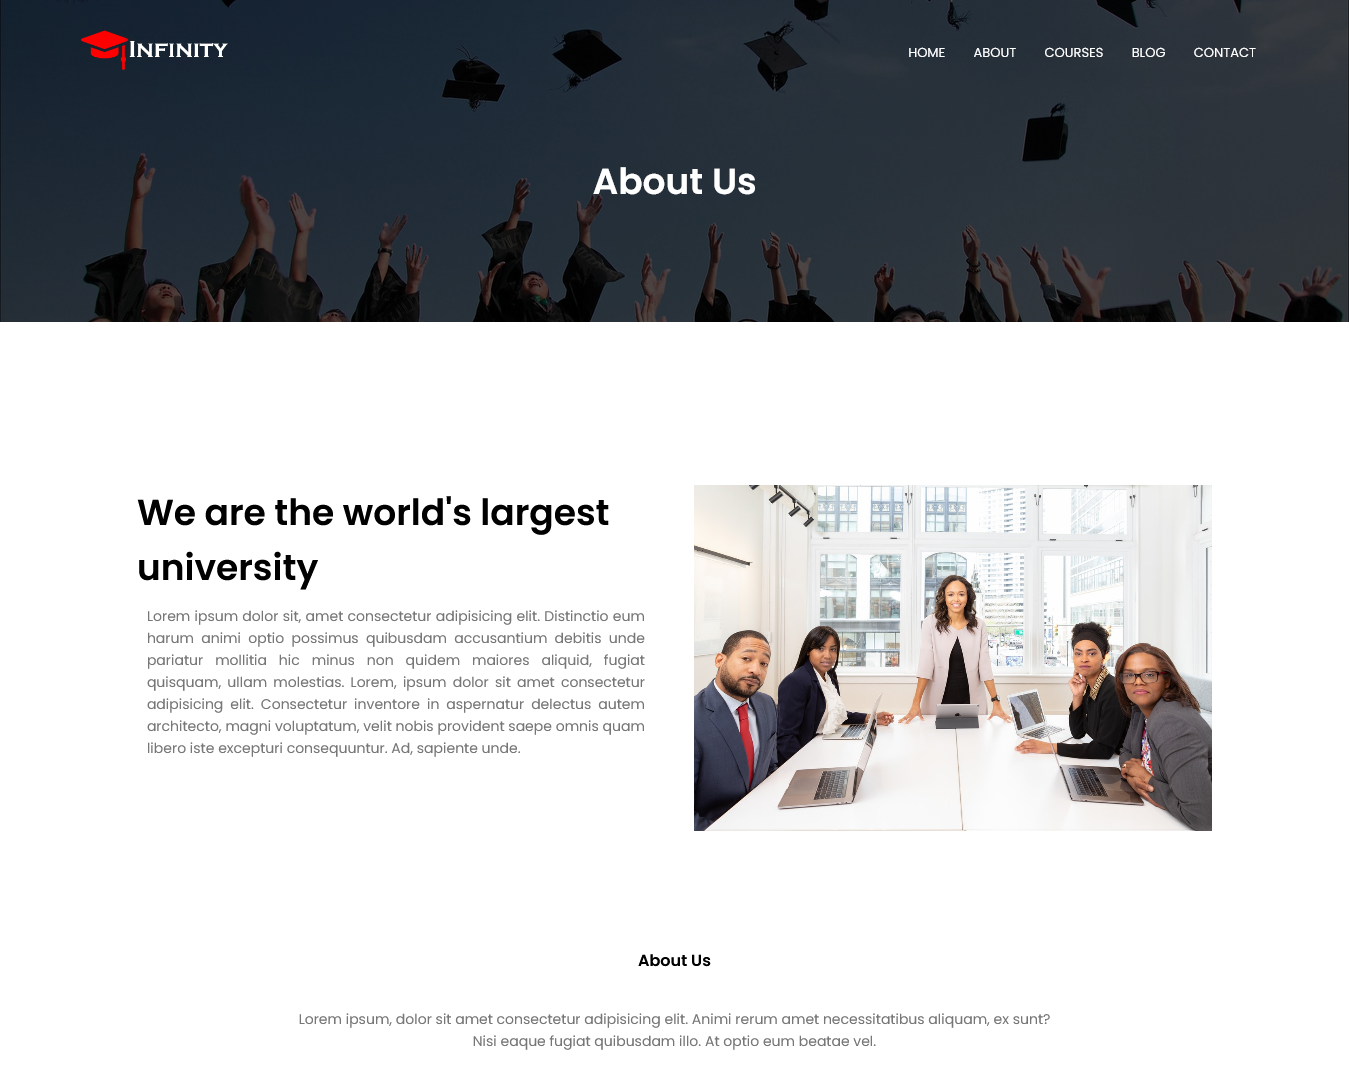 INFINITY
HOME ABOUT COURSES BLOG CONTACT
About Us
We are the world's largest
university
Lorem ipsum dolor sit, amet consectetur adipisicing elit. Distinctio eum
harum animi optio possimus quibusdam accusantium debitis unde
pariatur mollitia hic minus non quidem maiores aliquid, fugiat
quisquam, ullam molestias. Lorem, ipsum dolor sit amet consectetur
adipisicing elit. Consectetur inventore in aspernatur delectus autem
architecto, magni voluptatum, velit nobis provident saepe omnis quam
libero iste excepturi consequuntur. Ad, sapiente unde.
About Us
Lorem ipsum, dolor sit amet consectetur adipisicing elit. Animi rerum amet necessitatibus aliquam, ex sunt?
Nisi eaque fugiat quibusdam illo. At optio eum beatae vel.